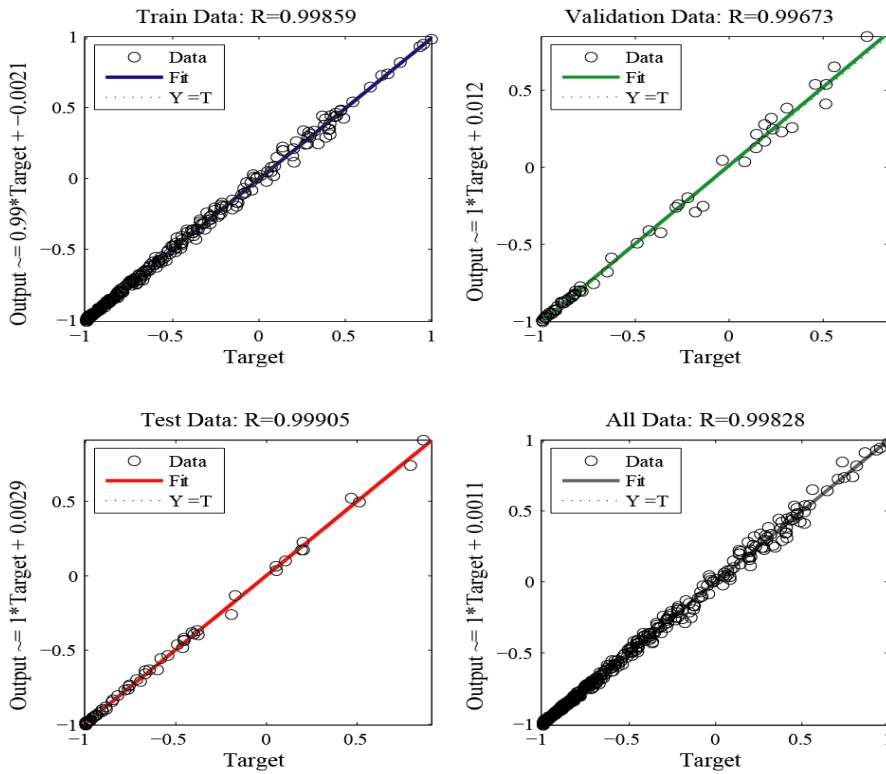 Train Data: R=0.99859
Output ~= 0.99*Target + −0.0021
1
0.5
0
−0.5
−1
Data
Fit
Y =T
−1
−0.5
0
0.5
1
Target
Validation Data: R=0.99673
Output ~= 1*Target + 0.012
0.5
0
−0.5
−1
Data
Fit
Y =T
−1
−0.5
0
0.5
Target
Test Data: R=0.99905
Output ~= 1*Target + 0.0029
0.5
0
−0.5
−1
Data
Fit
Y =T
−1
−0.5
0
0.5
Target
All Data: R=0.99828
Output ~= 1*Target + 0.0011
1
0.5
0
−0.5
−1
Data
Fit
Y =T
−1
−0.5
0
0.5
1
Target